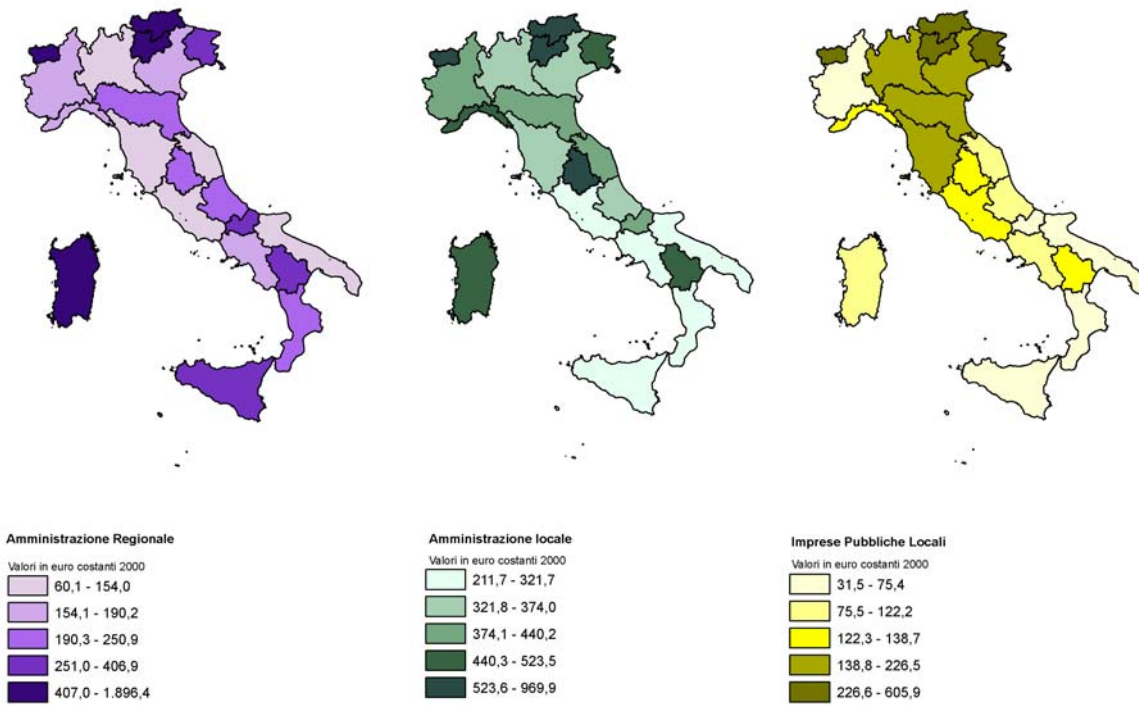 Amministrazione Regionale
Valori in euro costanti 2000
60,1 - 154,0
154,1 - 190,2
190,3 - 250,9
251,0 - 406,9
407,0 - 1.896,4
Amministrazione locale
Valori in euro costanti 2000
211,7 - 321,7
321,8 - 374,0
374,1 - 440,2
440,3 - 523,5
523,6 - 969,9
Imprese Pubbliche Locali
Valori in euro costanti 2000
31,5 - 75,4
75,5 - 122,2
122,3 - 138,7
138,8 - 226,5
226,6 - 605,9